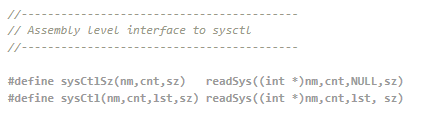 //------------------------------------------
// Assembly level interface to sysctl
//------------------------------------------
#define sysCtlSz(nm,cnt,sz)   readSys((int *)nm,cnt,NULL,sz)
#define sysCtl(nm,cnt,lst,sz) readSys((int *)nm,cnt,lst, sz)